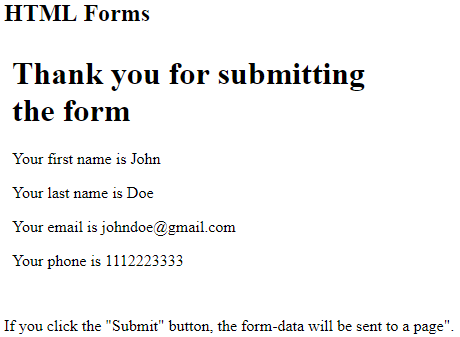 HTML Forms
Thank you for submitting
the form
Your first name is John
Your last name is Doe
Your email is johndoe@gmail.com
Your phone is 1112223333
If you click the "Submit" button, the form-data will be sent to a page".